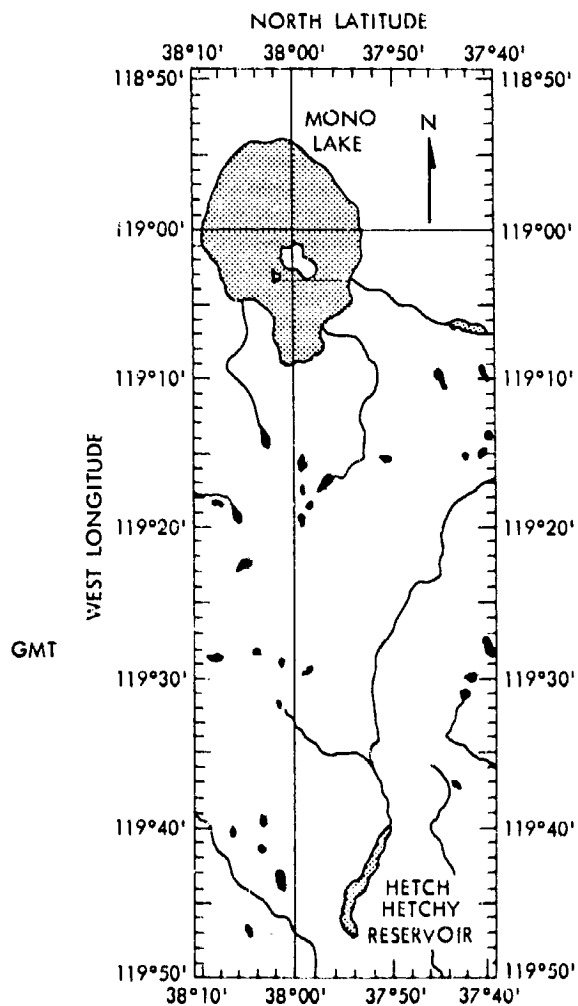 NORTH LATITUDE
38°10' 38°00' 37°50' 37°40'
118°50' 118°50'
MONO
LAKE
N
119°00' 119°00'
b
119°10' 119°10'
WEST LONGITUDE
119°20' 119°20'
GMT
119°30' 119°30'
119°40' 119°40'
HETCH
HETCHY
RESERVOIR
119°50' 119°50'
38°10' 38°00' 37°50' 37°40'